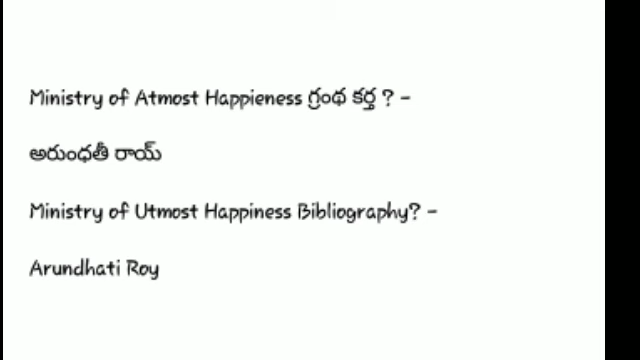 Ministry of Atmost Happieness గ్రంథ కర్త ? -
అరుంధతీ రాయ్
Ministry of Utmost Happiness Bibliography? -
Arundhati Roy